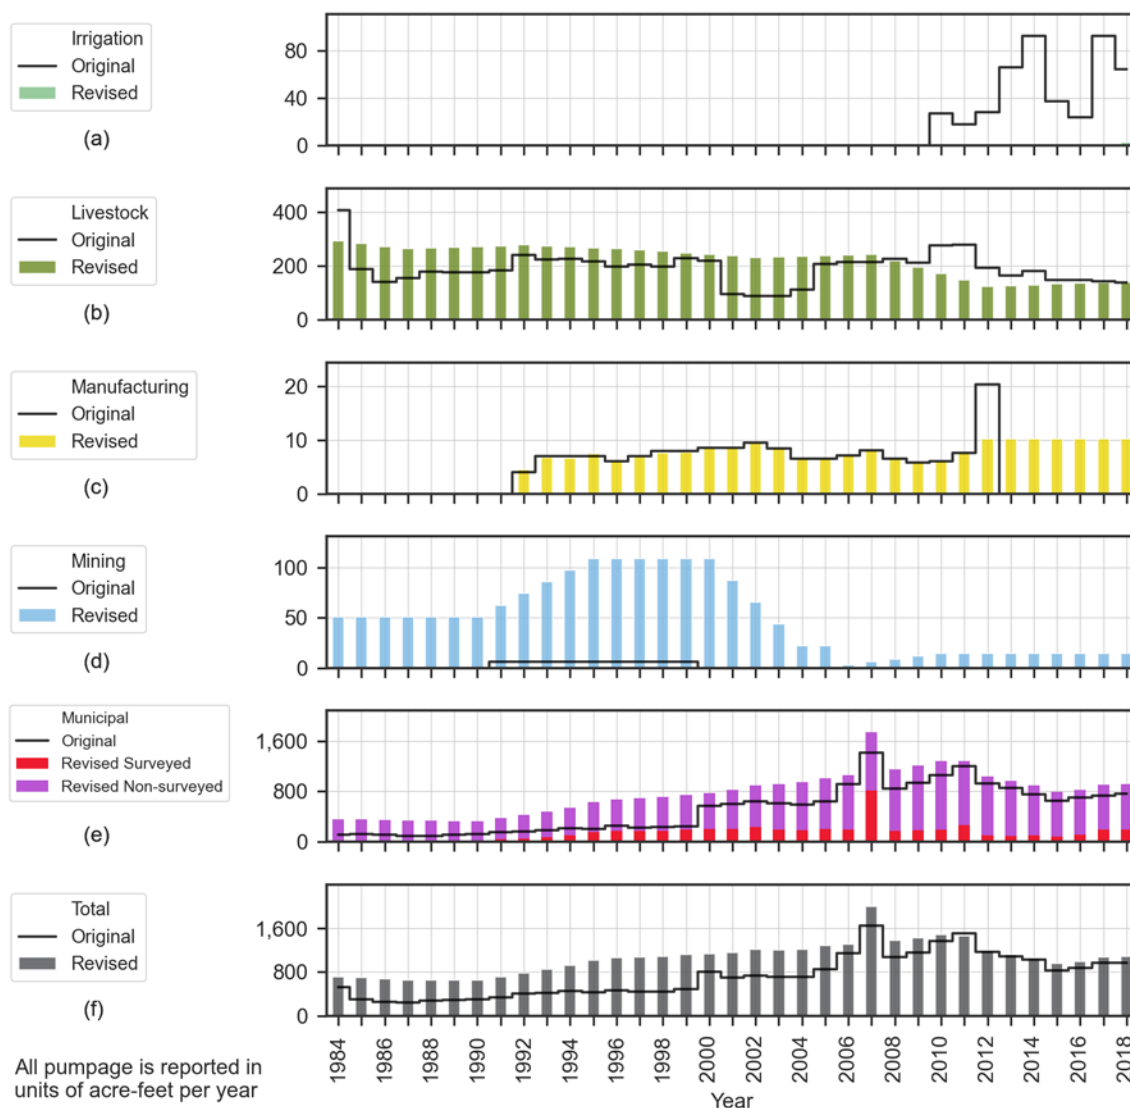 Irrigation
Original
Revised
(a)
80
40
0
Livestock
Original
Revised
(b)
400
200
0
Manufacturing
Original
Revised
(c)
20
10
0
Mining
Original
Revised
(d)
100
50
0
Municipal
Original
Revised Surveyed
Revised Non-surveyed
(e)
1,600
800
0
Total
Original
Revised
(f)
1,600
800
0
1984
1986
1988
1990
1992
1994
1996
1998
2000
2002
2004
2006
2008
2010
2012
2014
2016
2018
Year
All pumpage is reported in
units of acre-feet per year